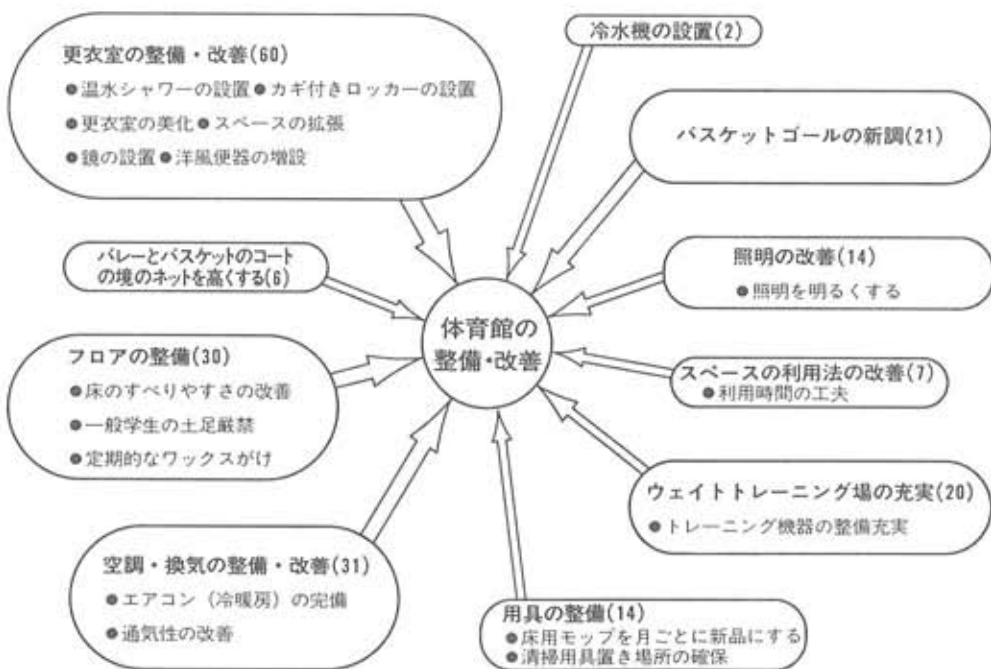 更衣室の整備・改善(60)
●温水シャワーの設置●カギ付きロッカーの設置
●更衣室の美化●スペースの拡張
●鏡の設置●洋風便器の増設
冷水機の設置(2)
バスケットゴールの新調(21)
バレーとバスケットのコート
の境のネットを高くする(6)
照明の改善(14)
●照明を明るくする
体育館の
整備・改善
フロアの整備(30)
●床のすべりやすさの改善
●一般学生の土足厳禁
●定期的なワックスがけ
スペースの利用法の改善(7)
●利用時間の工夫
ウェイトトレーニング場の充実(20)
●トレーニング機器の整備充実
空調・換気の整備・改善(31)
●エアコン（冷暖房）の完備
●通気性の改善
用具の整備(14)
●床用モップを月ごとに新品にする
●清掃用具置き場所の確保